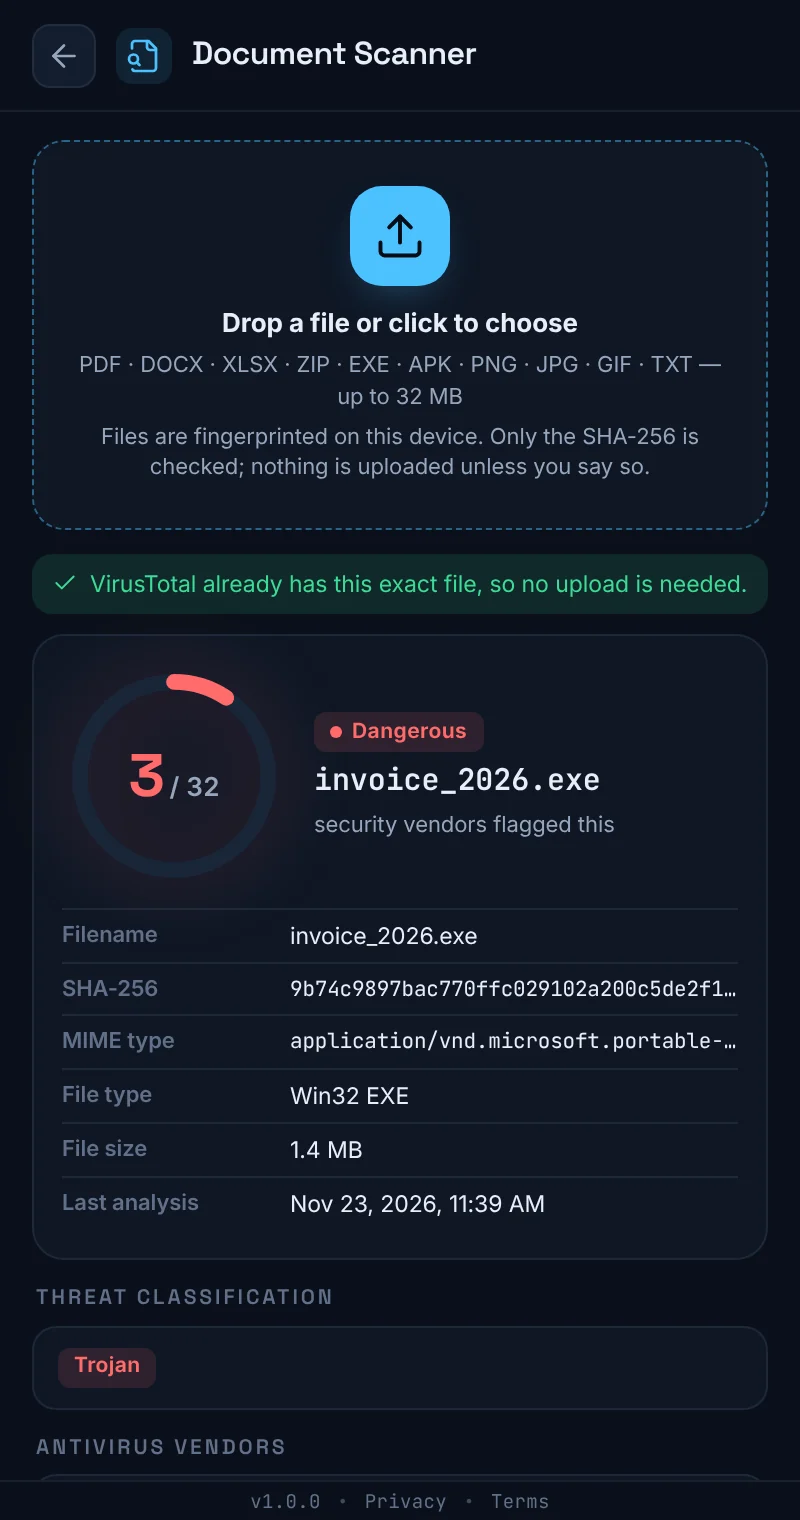 Document Scanner
Drop a file or click to choose
PDF · DOCX · XLSX · ZIP · EXE · APK · PNG · JPG · GIF · TXT —
up to 32 MB
Files are fingerprinted on this device. Only the SHA-256 is
checked; nothing is uploaded unless you say so.
VirusTotal already has this exact file, so no upload is needed.
3 / 32
Dangerous
invoice_2026.exe
security vendors flagged this
Filename invoice_2026.exe
SHA-256 9b74c9897bac770ffc029102a200c5de2f1…
MIME type application/vnd.microsoft.portable-…
File type Win32 EXE
File size 1.4 MB
Last analysis Nov 23, 2026, 11:39 AM
THREAT CLASSIFICATION
Trojan
ANTIVIRUS VENDORS
v1.0.0 • Privacy • Terms